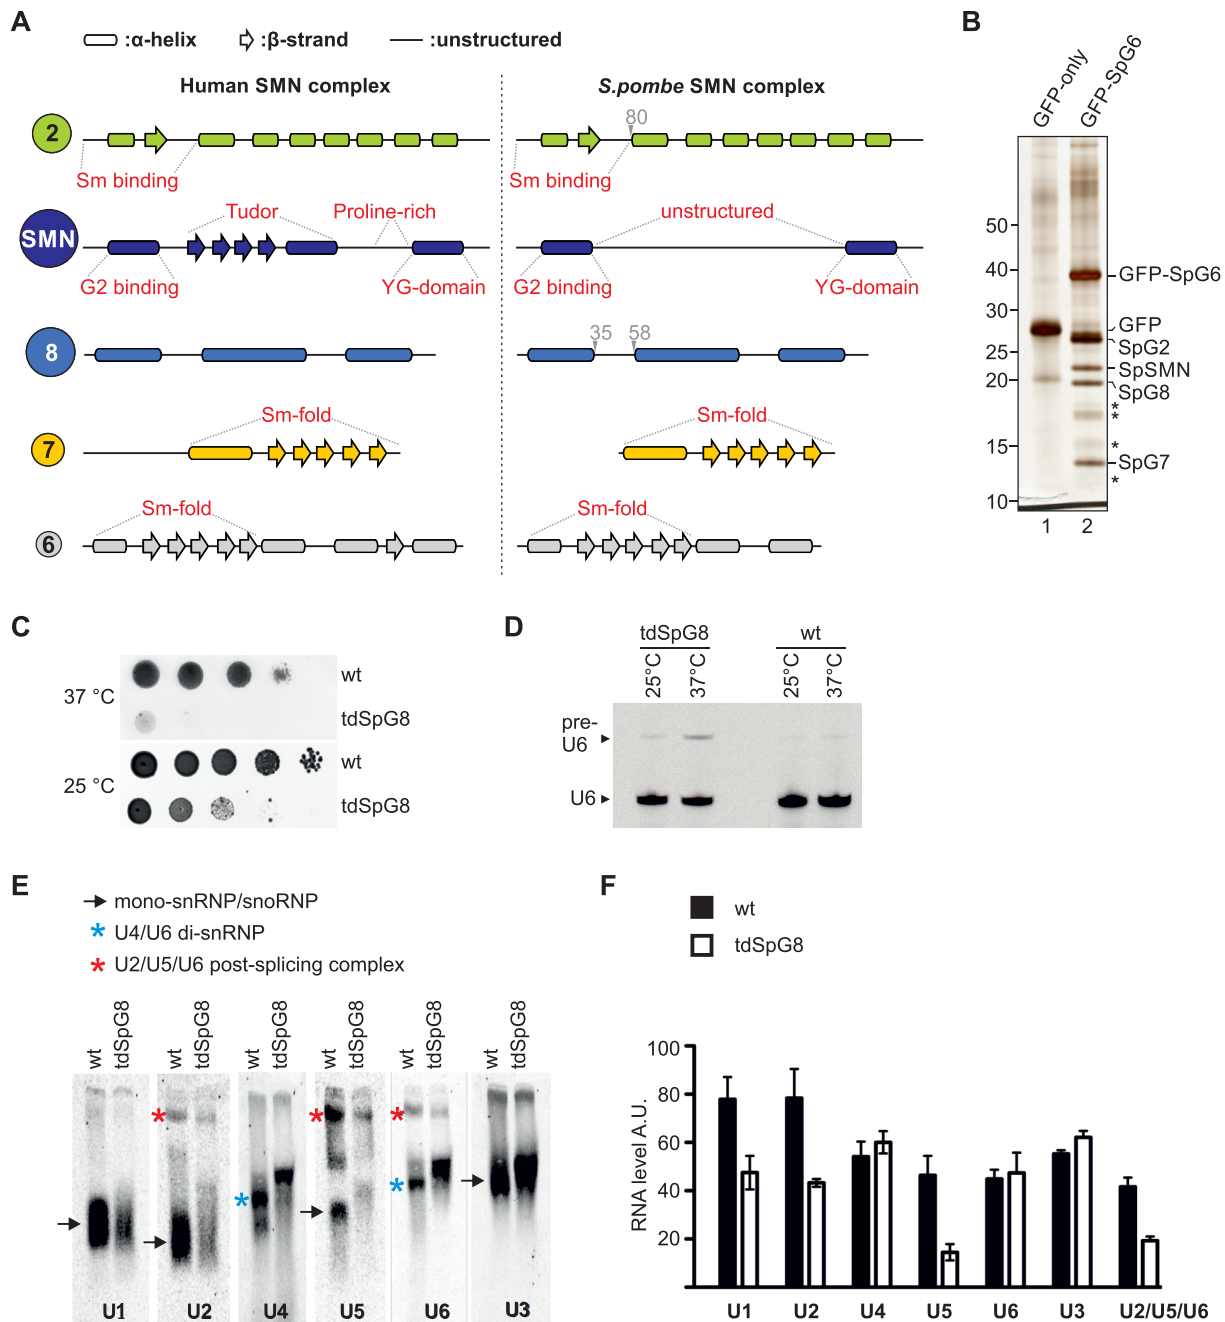 A
:α-helix :β-strand :unstructured
Human SMN complex
S.pombe SMN complex
2
Sm binding
80
Sm binding
SMN
Tudor
Proline-rich
G2 binding
YG-domain
unstructured
G2 binding
YG-domain
8
35 58
7
Sm-fold
Sm-fold
6
Sm-fold
Sm-fold
B
GFP-only
GFP-SpG6
50
40
30
25
20
15
10
GFP-SpG6
GFP
SpG2
SpSMN
SpG8
*
*
*
SpG7
*
1 2
C
37 °C
wt
tdSpG8
25 °C
wt
tdSpG8
D
tdSpG8 wt
25°C 37°C 25°C 37°C
pre-
U6
U6
E
mono-snRNP/snoRNP
* U4/U6 di-snRNP
* U2/U5/U6 post-splicing complex
wt tdSpG8 wt tdSpG8 wt tdSpG8 wt tdSpG8 wt tdSpG8 wt tdSpG8
* * *
* *
U1 U2 U4 U5 U6 U3
F
wt
tdSpG8
RNA level A.U.
100
80
60
40
20
U1 U2 U4 U5 U6 U3 U2/U5/U6